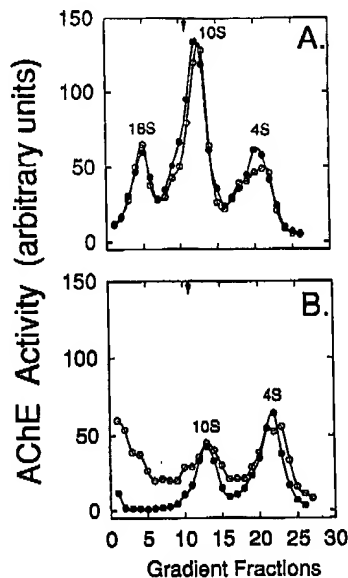 A.
10S
16S
4S
150
100
50
0
B.
10S
4S
150
100
50
0
0 5 10 15 20 25 30
Gradient Fractions
AChE Activity (arbitrary units)